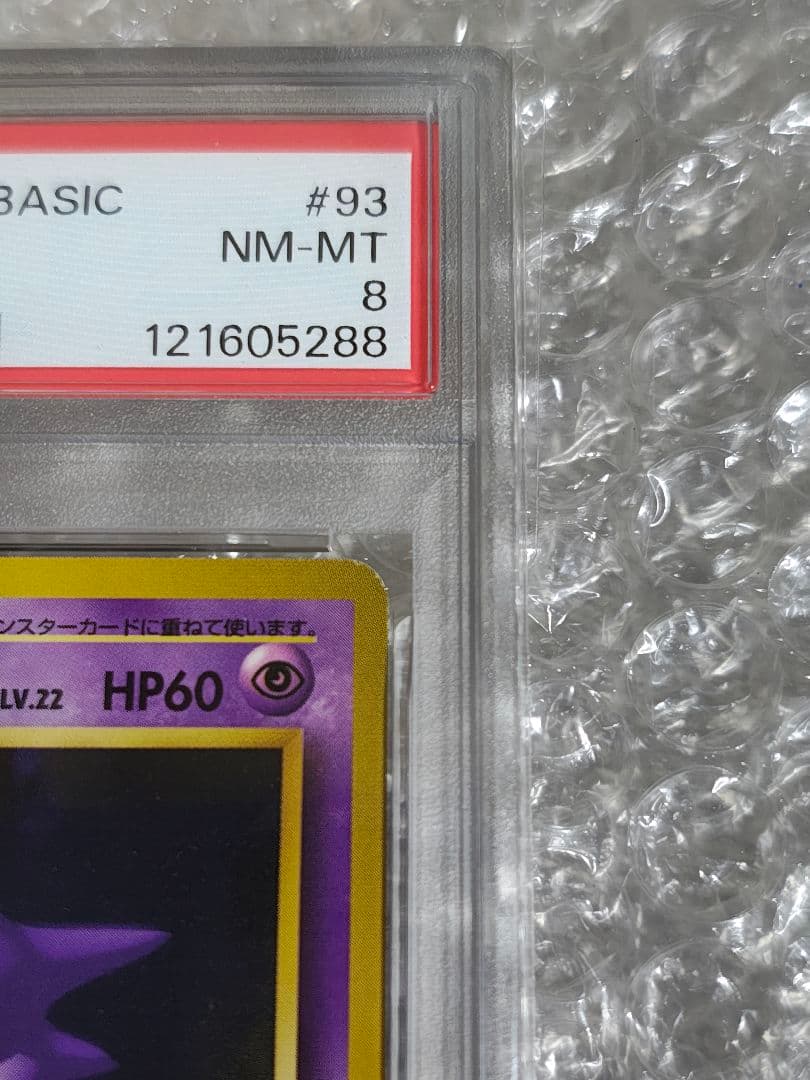 BASIC #93
NM-MT
8
121605288
ンスターカードに重ねて使います。
LV.22 HP60